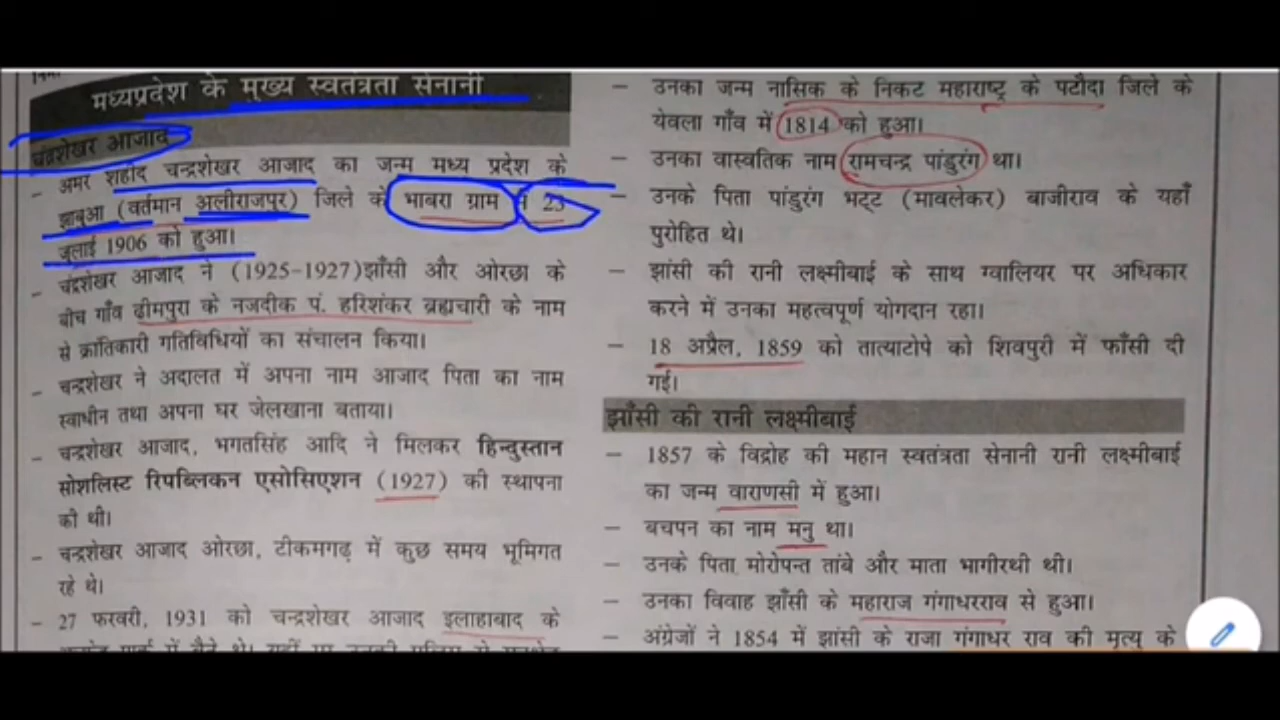 मध्यप्रदेश के मुख्य स्वतंत्रता सेनानी
चंद्रशेखर आजाद
- अमर शहीद चन्द्रशेखर आजाद का जन्म मध्य प्रदेश के
झाबुआ (वर्तमान अलीराजपुर) जिले के भाबरा ग्राम में 23
जुलाई 1906 को हुआ।
- चंद्रशेखर आजाद ने (1925-1927)झाँसी और ओरछा के
बीच गाँव ढ़ीमपुरा के नजदीक पं. हरिशंकर ब्रह्मचारी के नाम
से क्रांतिकारी गतिविधियों का संचालन किया।
- चन्द्रशेखर ने अदालत में अपना नाम आजाद पिता का नाम
स्वाधीन तथा अपना घर जेलखाना बताया।
- चन्द्रशेखर आजाद, भगतसिंह आदि ने मिलकर हिन्दुस्तान
सोशलिस्ट रिपब्लिकन एसोसिएशन (1927) की स्थापना
की थी।
- चन्द्रशेखर आजाद ओरछा, टीकमगढ़ में कुछ समय भूमिगत
रहे थे।
- 27 फरवरी, 1931 को चन्द्रशेखर आजाद इलाहाबाद के
- उनका जन्म नासिक के निकट महाराष्ट्र के पटौदा जिले के
येवला गाँव में 1814 को हुआ।
- उनका वास्वतिक नाम रामचन्द्र पांडुरंग था।
- उनके पिता पांडुरंग भट्ट (मावलेकर) बाजीराव के यहाँ
पुरोहित थे।
- झांसी की रानी लक्ष्मीबाई के साथ ग्वालियर पर अधिकार
करने में उनका महत्वपूर्ण योगदान रहा।
- 18 अप्रैल, 1859 को तात्याटोपे को शिवपुरी में फाँसी दी
गई।
झाँसी की रानी लक्ष्मीबाई
- 1857 के विद्रोह की महान स्वतंत्रता सेनानी रानी लक्ष्मीबाई
का जन्म वाराणसी में हुआ।
- बचपन का नाम मनु था।
- उनके पिता मोरोपन्त तांबे और माता भागीरथी थी।
- उनका विवाह झाँसी के महाराज गंगाधरराव से हुआ।
- अंग्रेजों ने 1854 में झांसी के राजा गंगाधर राव की मृत्यु के